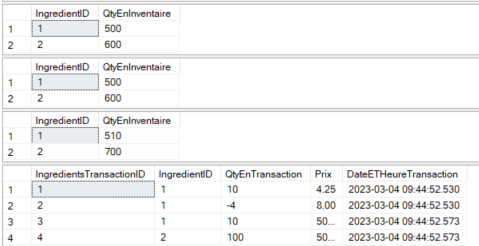 IngredientID QtyEnInventaire
1 1 500
2 2 600
IngredientID QtyEnInventaire
1 1 500
2 2 600
IngredientID QtyEnInventaire
1 1 510
2 2 700
IngredientsTransactionID IngredientID QtyEnTransaction Prix DateETHeureTransaction
1 1 1 10 4.25 2023-03-04 09:44:52.530
2 2 1 -4 8.00 2023-03-04 09:44:52.530
3 3 1 10 50... 2023-03-04 09:44:52.573
4 4 2 100 50... 2023-03-04 09:44:52.573